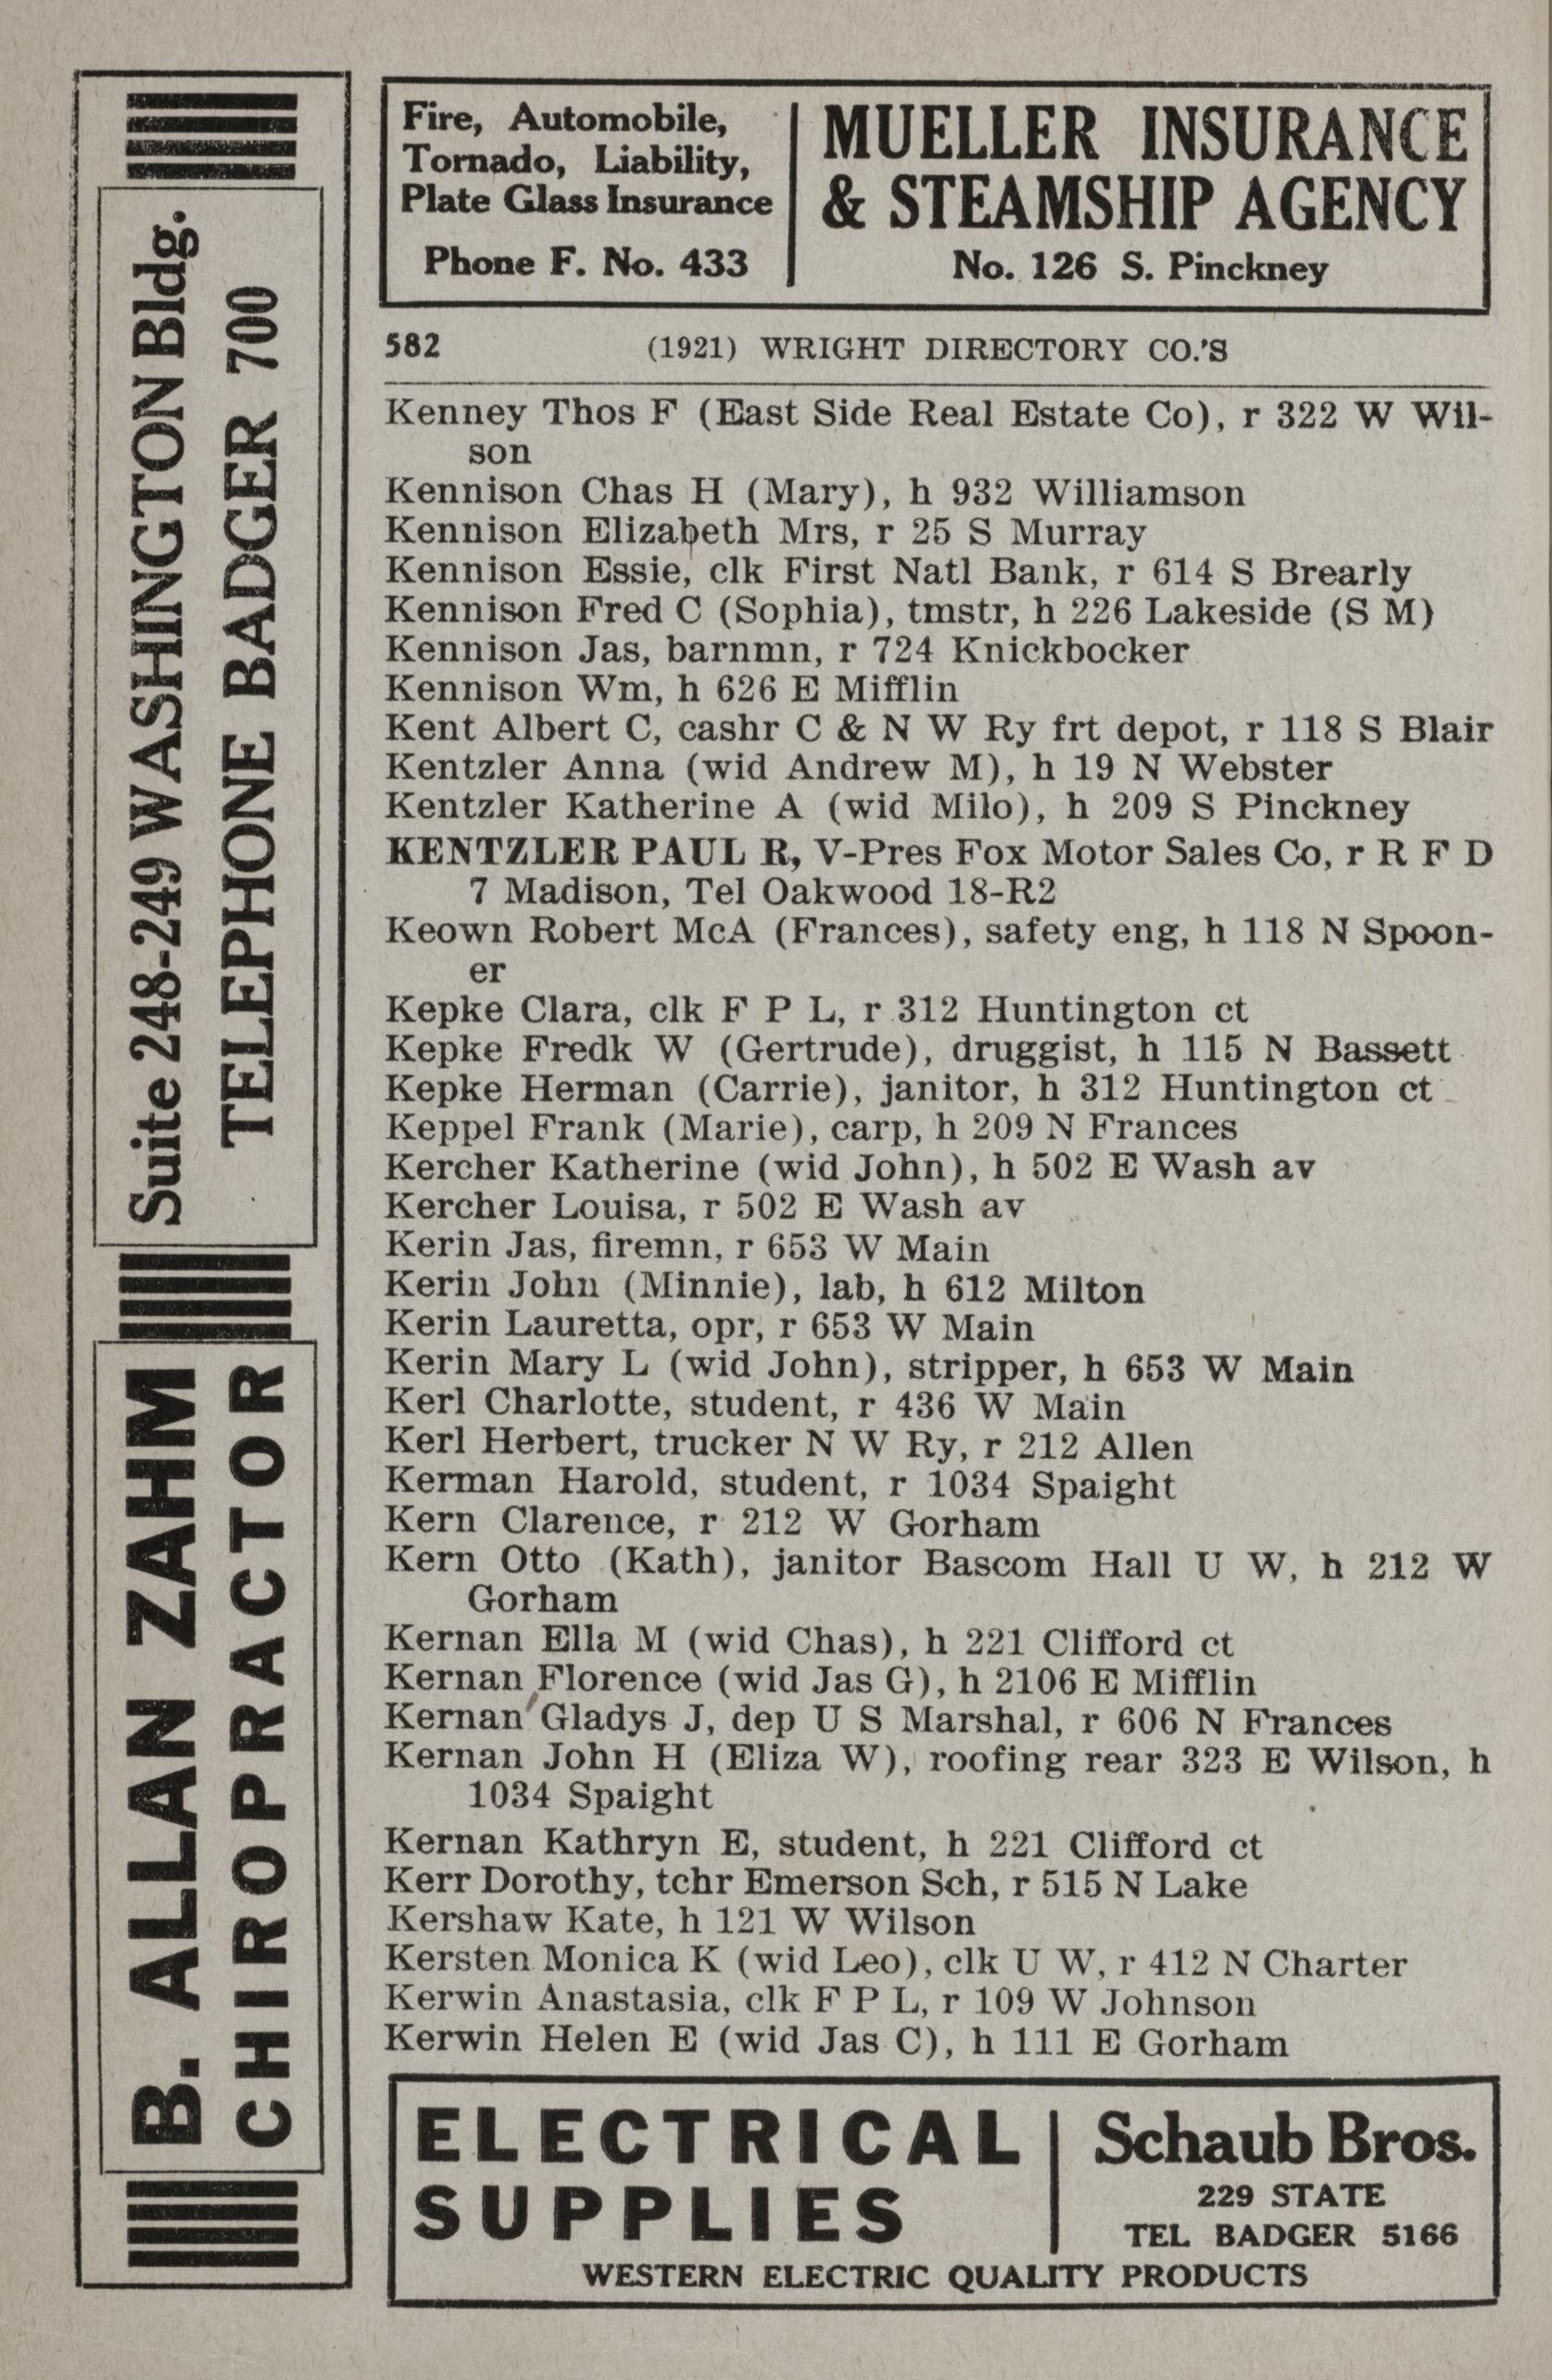 Fire, Automobile,
Tornado, Liability,
Plate Glass Insurance
Phone F. No. 433
MUELLER INSURANCE
& STEAMSHIP AGENCY
No. 126 S. Pinckney
582 (1921) WRIGHT DIRECTORY CO.'S
Kenney Thos F (East Side Real Estate Co), r 322 W Wil-
son
Kennison Chas H (Mary), h 932 Williamson
Kennison Elizabeth Mrs, r 25 S Murray
Kennison Essie, clk First Natl Bank, r 614 S Brearly
Kennison Fred C (Sophia), tmstr, h 226 Lakeside (S M)
Kennison Jas, barnmn, r 724 Knickbocker
Kennison Wm, h 626 E Mifflin
Kent Albert C, cashr C & N W Ry frt depot, r 118 S Blair
Kentzler Anna (wid Andrew M), h 19 N Webster
Kentzler Katherine A (wid Milo), h 209 S Pinckney
KENTZLER PAUL R, V-Pres Fox Motor Sales Co, r R F D
7 Madison, Tel Oakwood 18-R2
Keown Robert McA (Frances), safety eng, h 118 N Spoon-
er
Kepke Clara, clk F P L, r 312 Huntington ct
Kepke Fredk W (Gertrude), druggist, h 115 N Bassett
Kepke Herman (Carrie), janitor, h 312 Huntington ct
Keppel Frank (Marie), carp, h 209 N Frances
Kercher Katherine (wid John), h 502 E Wash av
Kercher Louisa, r 502 E Wash av
Kerin Jas, firemn, r 653 W Main
Kerin John (Minnie), lab, h 612 Milton
Kerin Lauretta, opr, r 653 W Main
Kerin Mary L (wid John), stripper, h 653 W Main
Kerl Charlotte, student, r 436 W Main
Kerl Herbert, trucker N W Ry, r 212 Allen
Kerman Harold, student, r 1034 Spaight
Kern Clarence, r 212 W Gorham
Kern Otto (Kath), janitor Bascom Hall U W, h 212 W
Gorham
Kernan Ella M (wid Chas), h 221 Clifford ct
Kernan Florence (wid Jas G), h 2106 E Mifflin
Kernan Gladys J, dep U S Marshal, r 606 N Frances
Kernan John H (Eliza W), roofing rear 323 E Wilson, h
1034 Spaight
Kernan Kathryn E, student, h 221 Clifford ct
Kerr Dorothy, tchr Emerson Sch, r 515 N Lake
Kershaw Kate, h 121 W Wilson
Kersten Monica K (wid Leo), clk U W, r 412 N Charter
Kerwin Anastasia, clk F P L, r 109 W Johnson
Kerwin Helen E (wid Jas C), h 111 E Gorham
ELECTRICAL
SUPPLIES
Schaub Bros.
229 STATE
TEL BADGER 5166
WESTERN ELECTRIC QUALITY PRODUCTS
B. ALLAN ZAHM
CHIROPRACTOR
Suite 248-249 WASHINGTON Bldg.
TELEPHONE BADGER 700